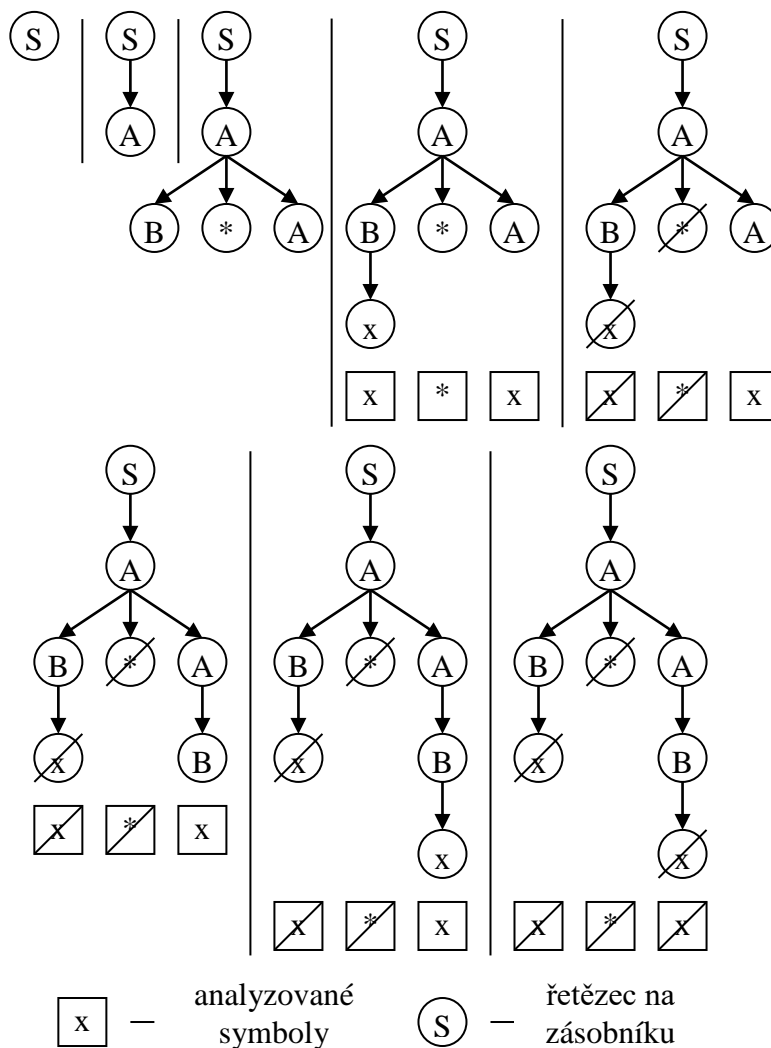 S S S S S
A A A A
B * A B * A B * A
x x
x * x x * x
S S S
A A A
B * A B * A B * A
x B x B x B
x * x x x
x * x x * x
x – analyzované symboly S – řetězec na zásobníku